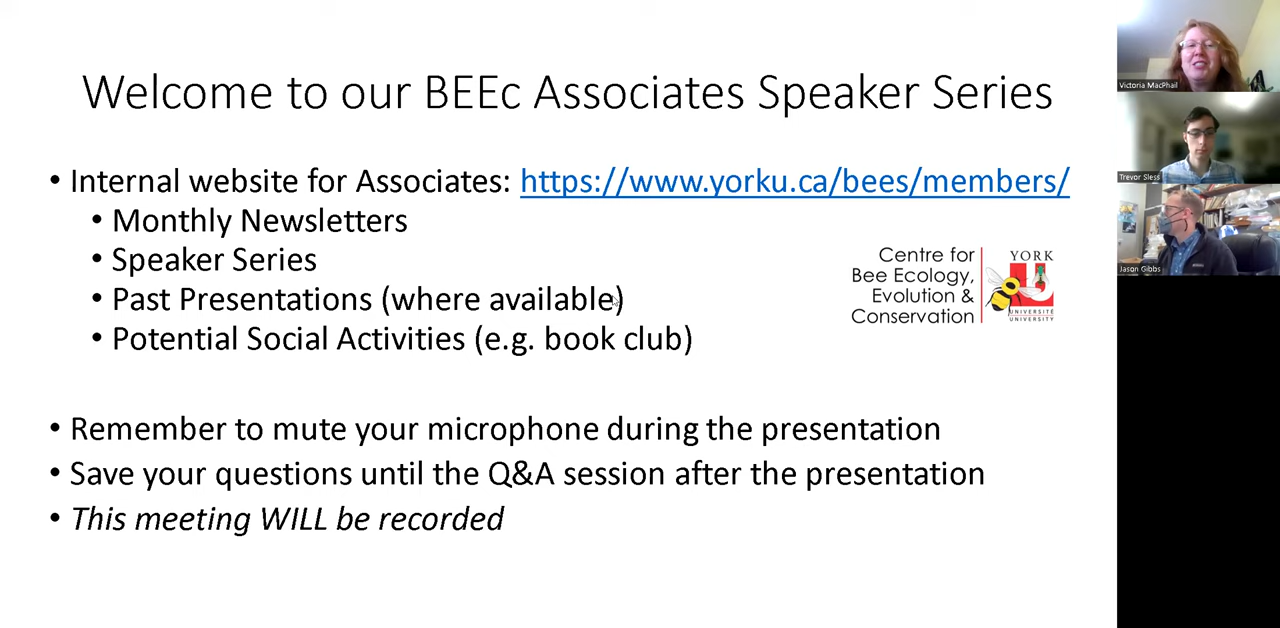 Welcome to our BEEc Associates Speaker Series
• Internal website for Associates: https://www.yorku.ca/bees/members/
• Monthly Newsletters
• Speaker Series
• Past Presentations (where available)
• Potential Social Activities (e.g. book club)
Centre for
Bee Ecology,
Evolution &
Conservation
YORK
U
UNIVERSITÉ
UNIVERSITY
• Remember to mute your microphone during the presentation
• Save your questions until the Q&A session after the presentation
• This meeting WILL be recorded
Victoria MacPhail
Trevor Sless
Jason Gibbs